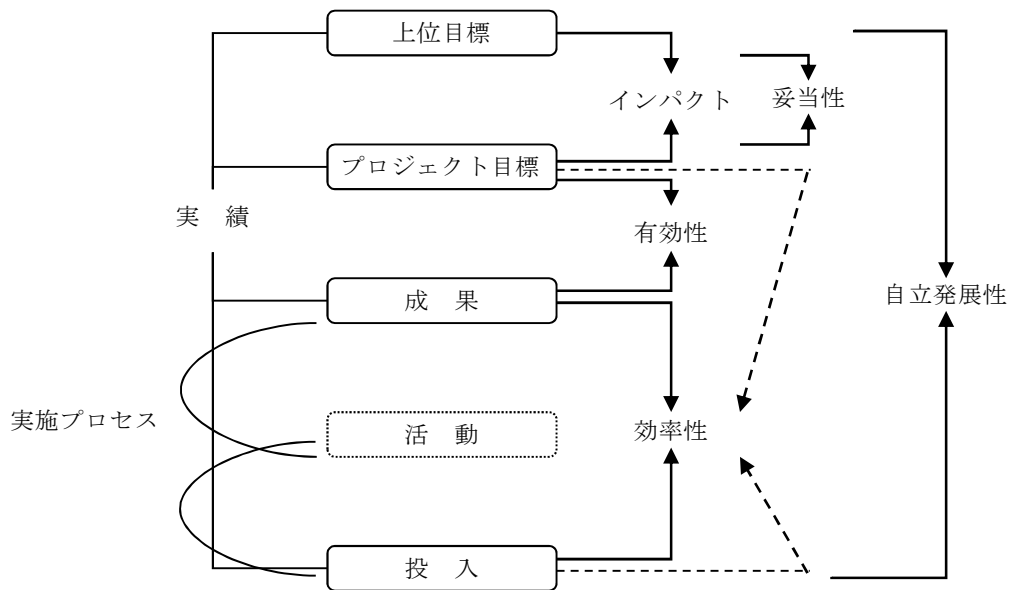 上位目標
インパクト
妥当性
プロジェクト目標
実　績
有効性
成　果
自立発展性
実施プロセス
活　動
効率性
投　入